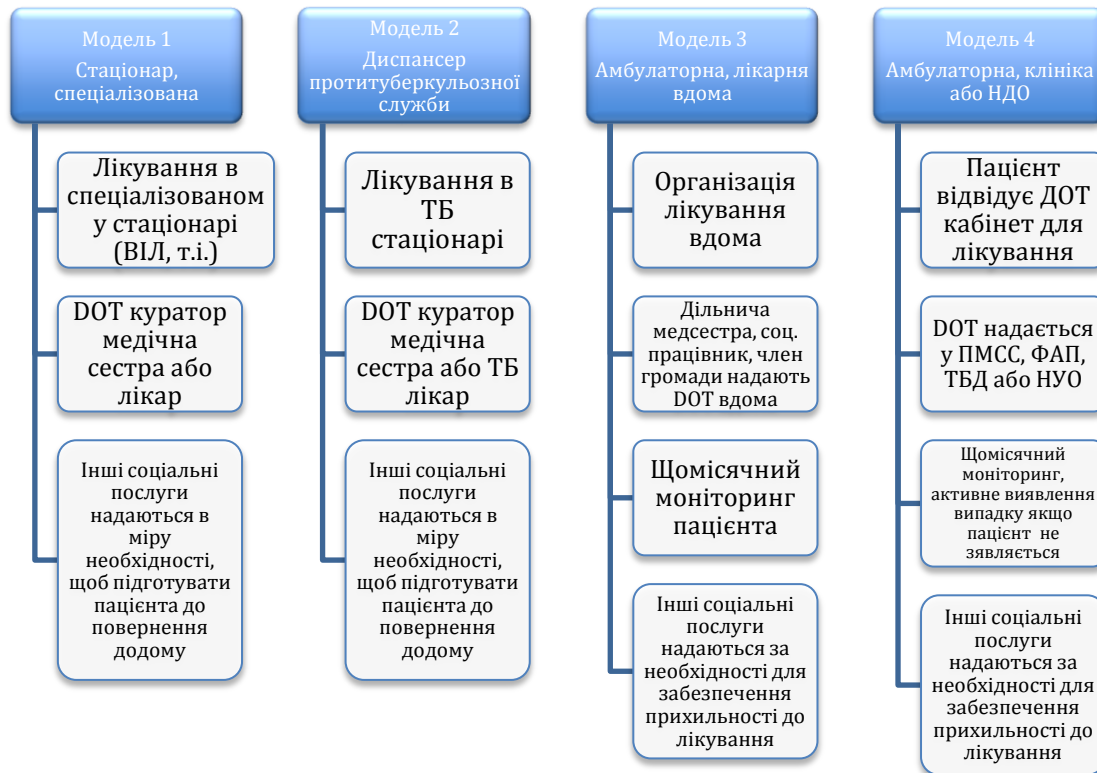 Модель 1
Стаціонар,
спеціалізована
Лікування в
спеціалізованом
у стаціонарі
(ВІЛ, т.і.)
DOT куратор
медічна
сестра або
лікар
Інші соціальні
послуги
надаються в
міру
необхідності,
щоб підготувати
пацієнта до
повернення
додому
Модель 2
Диспансер
протитуберкульозної
служби
Лікування в
ТБ
стаціонарі
DOT куратор
медічна
сестра або ТБ
лікар
Інші соціальні
послуги
надаються в
міру
необхідності,
щоб підготувати
пацієнта до
повернення
додому
Модель 3
Амбулаторна, лікарня
вдома
Організація
лікування
вдома
Дільнича
медсестра, соц.
працівник, член
громади надають
DOT вдома
Щомісячний
моніторинг
пацієнта
Інші соціальні
послуги
надаються за
необхідності для
забезпечення
прихильності до
лікування
Модель 4
Амбулаторна, клініка
або НДО
Пацієнт
відвідує ДОТ
кабінет для
лікування
DOT надається
у ПМСС, ФАП,
ТБД або НУО
Щомісячний
моніторинг,
активне виявлення
випадку якщо
пацієнт не
зявляється
Інші соціальні
послуги
надаються за
необхідності для
забезпечення
прихильності до
лікування